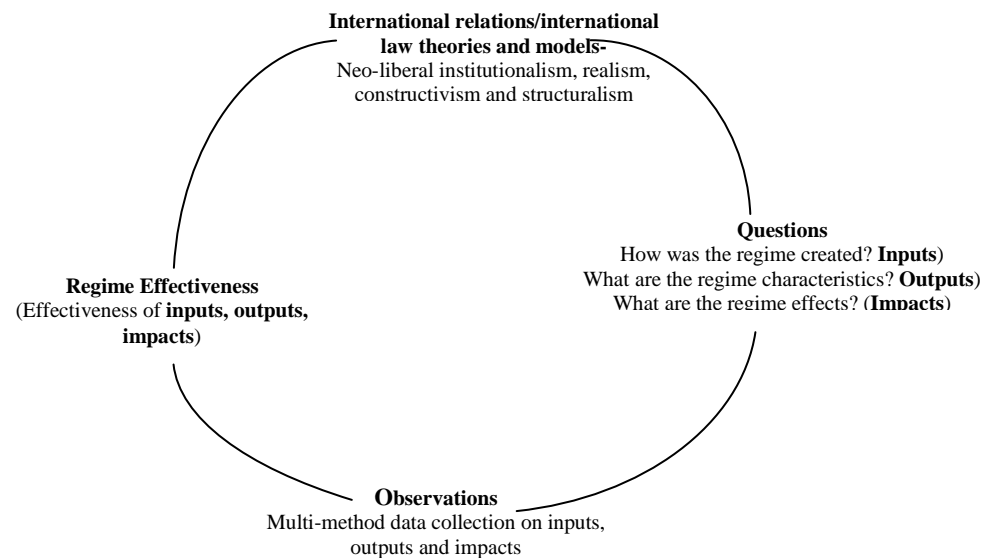 International relations/international
law theories and models-
Neo-liberal institutionalism, realism,
constructivism and structuralism
Questions
How was the regime created? Inputs)
What are the regime characteristics? Outputs)
What are the regime effects? (Impacts)
Regime Effectiveness
(Effectiveness of inputs, outputs,
impacts)
Observations
Multi-method data collection on inputs,
outputs and impacts